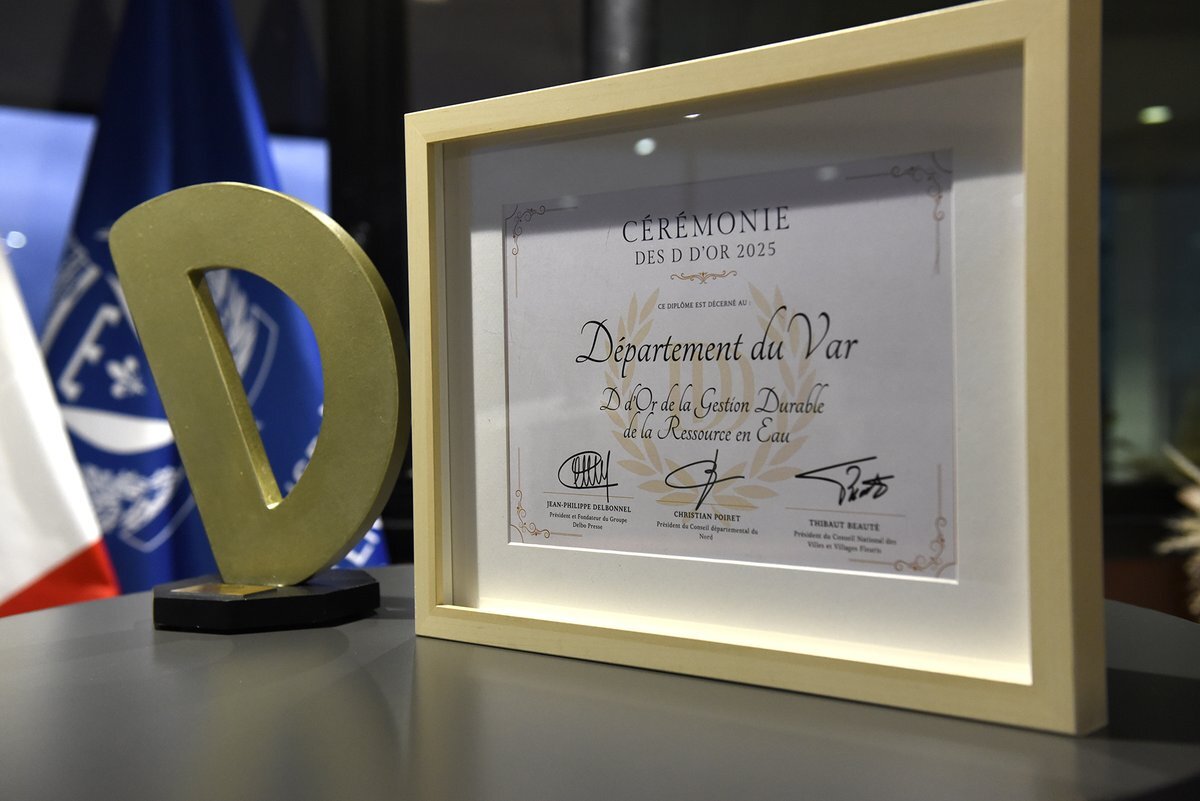 CÉRÉMONIE
DES D D'OR 2025
CE DIPLÔME EST DÉCERNÉ AU :
Département du Var
D d'Or de la Gestion Durable
de la Ressource en Eau
JEAN-PHILIPPE DELBONNEL
Président et Fondateur du Groupe
Delbo Presse
CHRISTIAN POIRET
Président du Conseil départemental du
Nord
THIBAUT BEAUTÉ
Président du Conseil National des
Villes et Villages Fleuris
D